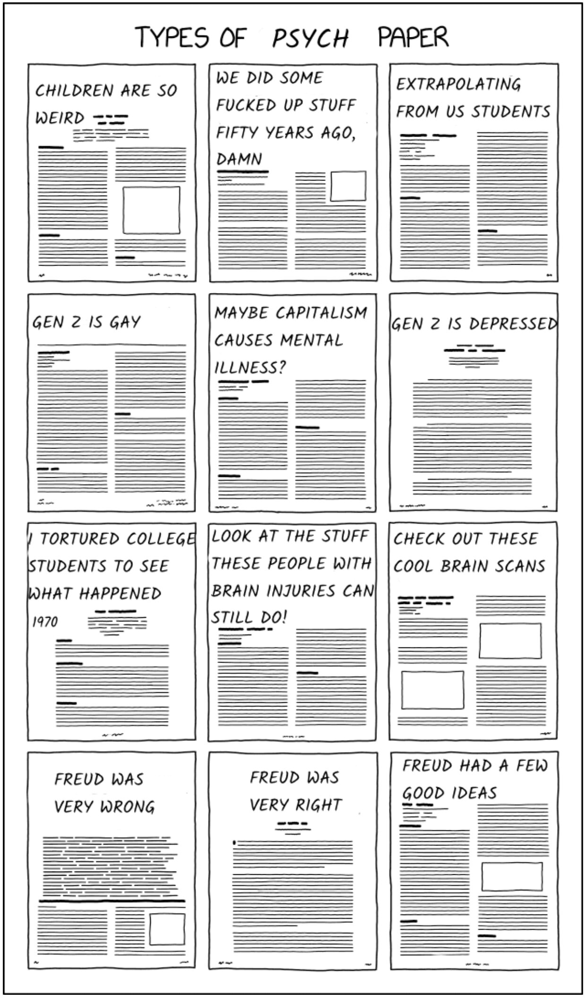 TYPES OF PSYCH PAPER
CHILDREN ARE SO
WEIRD
WE DID SOME
FUCKED UP STUFF
FIFTY YEARS AGO,
DAMN
EXTRAPOLATING
FROM US STUDENTS
GEN Z IS GAY
MAYBE CAPITALISM
CAUSES MENTAL
ILLNESS?
GEN Z IS DEPRESSED
I TORTURED COLLEGE
STUDENTS TO SEE
WHAT HAPPENED
1970
LOOK AT THE STUFF
THESE PEOPLE WITH
BRAIN INJURIES CAN
STILL DO!
CHECK OUT THESE
COOL BRAIN SCANS
FREUD WAS
VERY WRONG
FREUD WAS
VERY RIGHT
FREUD HAD A FEW
GOOD IDEAS